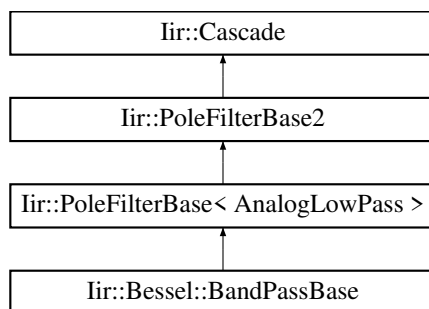 Iir::Cascade
Iir::PoleFilterBase2
Iir::PoleFilterBase< AnalogLowPass >
Iir::Bessel::BandPassBase